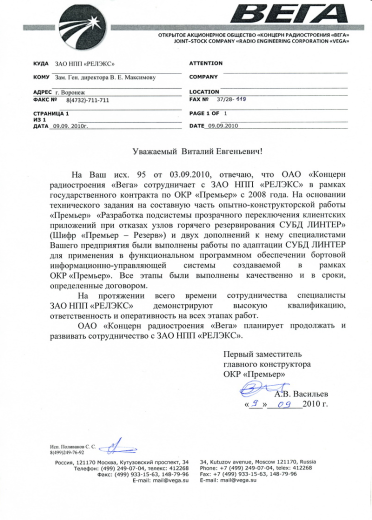 ВЕГА
ОТКРЫТОЕ АКЦИОНЕРНОЕ ОБЩЕСТВО «КОНЦЕРН РАДИОСТРОЕНИЯ «ВЕГА»
JOINT-STOCK COMPANY «RADIO ENGINEERING CORPORATION «VEGA»
КУДА ЗАО НПП «РЕЛЭКС» ATTENTION
КОМУ Зам. Ген. директора В. Е. Максимову COMPANY
АДРЕС г. Воронеж LOCATION
ФАКС № 8(4732)-711-711 FAX № 37/28-119
СТРАНИЦА 1 PAGE 1 OF 1
ИЗ 1
ДАТА 09.09. 2010г. DATE 09.09.2010
Уважаемый Виталий Евгеньевич!
На Ваш исх. 95 от 03.09.2010, отвечаю, что ОАО «Концерн
радиостроения «Вега» сотрудничает с ЗАО НПП «РЕЛЭКС» в рамках
государственного контракта по ОКР «Премьер» с 2008 года. На основании
технического задания на составную часть опытно-конструкторской работы
«Премьер» «Разработка подсистемы прозрачного переключения клиентских
приложений при отказах узлов горячего резервирования СУБД ЛИНТЕР»
(Шифр «Премьер – Резерв») и двух дополнений к нему специалистами
Вашего предприятия были выполнены работы по адаптации СУБД ЛИНТЕР
для применения в функциональном программном обеспечении бортовой
информационно-управляющей системы создаваемой в рамках
ОКР «Премьер». Все этапы были выполнены качественно и в сроки,
определенные договором.
На протяжении всего времени сотрудничества специалисты
ЗАО НПП «РЕЛЭКС» демонстрируют высокую квалификацию,
ответственность и оперативность на всех этапах работ.
ОАО «Концерн радиостроения «Вега» планирует продолжать и
развивать сотрудничество с ЗАО НПП «РЕЛЭКС».
Первый заместитель
главного конструктора
ОКР «Премьер»
А.В. Васильев
« 9 » 09 2010 г.
Исп. Поливанов С. С.
8(499)249-76-92
Россия, 121170 Москва, Кутузовский проспект, 34 34, Kutuzov avenue, Moscow, 121170, Russia
Телефон: (499) 249-07-04, телекс: 412268 Phone: +7 (499) 249-07-04, telex: 412268
Факс: (499) 933-15-63, 148-79-96 Fax: +7 (499) 933-15-63, 148-79-96
E-mail: mail@vega.su E-mail: mail@vega.su